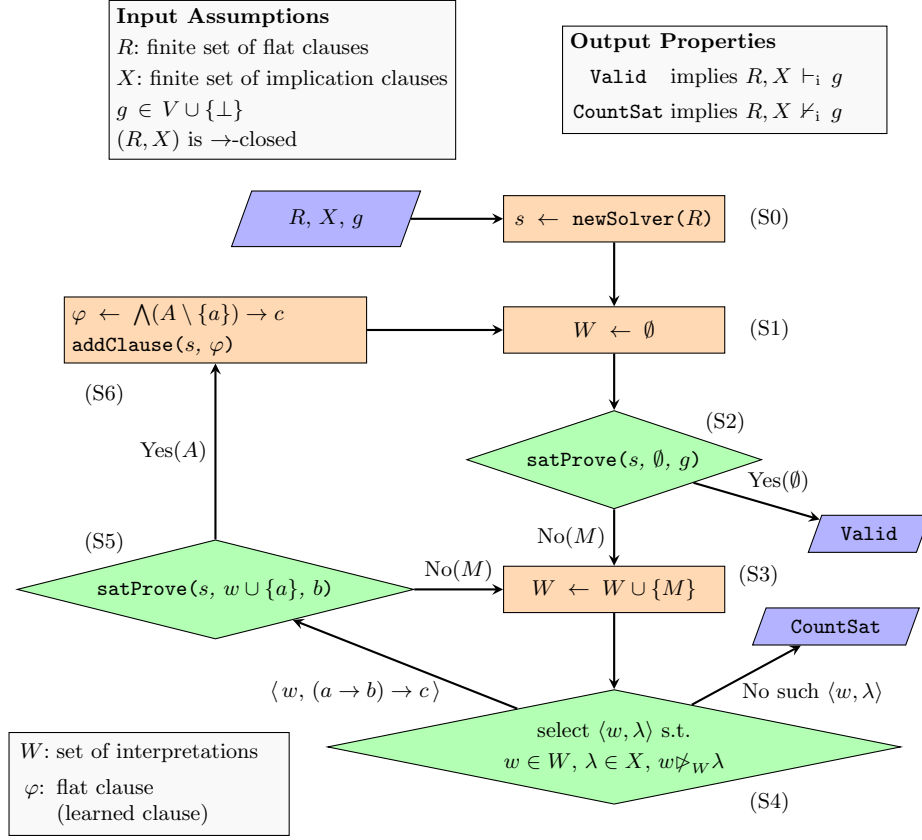 Input Assumptions
R: finite set of flat clauses
X: finite set of implication clauses
g ∈ V ∪ {⊥}
(R, X) is →-closed
Output Properties
Valid implies R, X ⊢i g
CountSat implies R, X ⊬i g
R, X, g
s ← newSolver(R)
(S0)
φ ← ⋀(A \ {a}) → c
addClause(s, φ)
(S6)
W ← ∅
(S1)
(S2)
satProve(s, ∅, g)
Yes(∅)
Valid
Yes(A)
No(M)
(S5)
satProve(s, w ∪ {a}, b)
No(M)
W ← W ∪ {M}
(S3)
CountSat
⟨ w, (a → b) → c ⟩
No such ⟨w, λ⟩
select ⟨w, λ⟩ s.t.
w ∈ W, λ ∈ X, w⋫W λ
(S4)
W: set of interpretations
φ: flat clause
(learned clause)